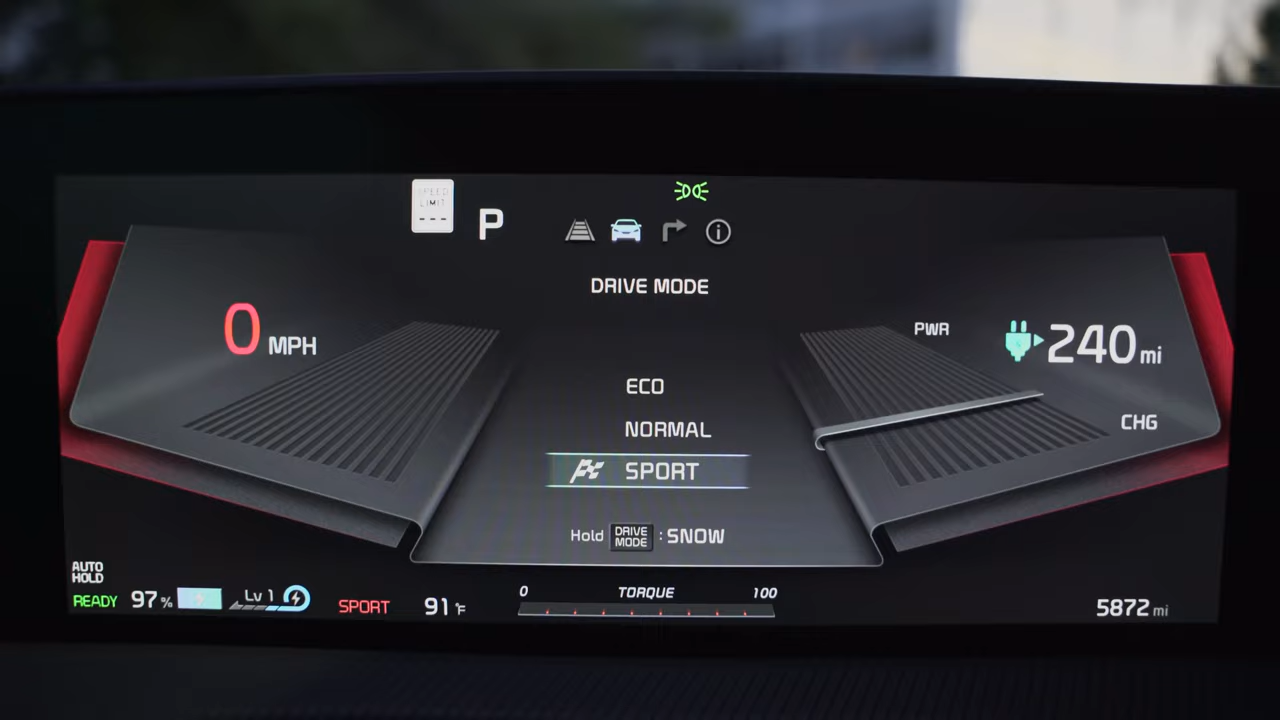 SPEED
LIMIT
---
P
DRIVE MODE
0 MPH
PWR
240 mi
ECO
NORMAL
CHG
SPORT
Hold DRIVE MODE : SNOW
AUTO
HOLD
READY 97% Lv 1 SPORT 91°F
0 TORQUE 100
5872 mi